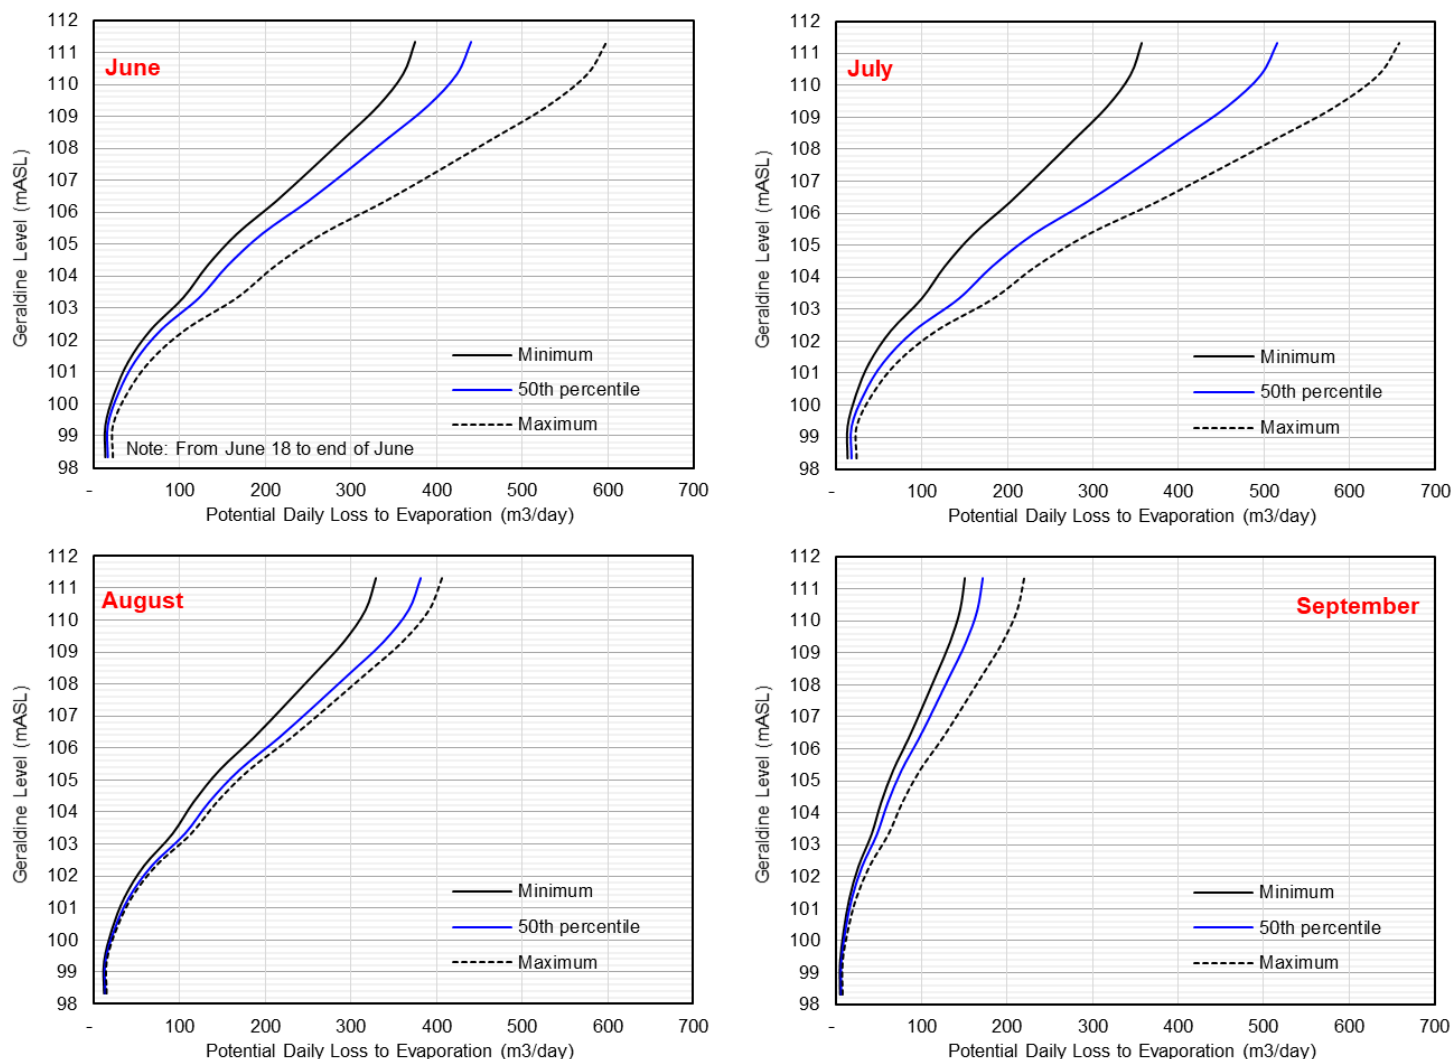 112
111
110
109
108
107
106
105
104
103
102
101
100
99
98
Geraldine Level (mASL)
June
Minimum
50th percentile
Maximum
Note: From June 18 to end of June
- 100 200 300 400 500 600 700
Potential Daily Loss to Evaporation (m3/day)
112
111
110
109
108
107
106
105
104
103
102
101
100
99
98
Geraldine Level (mASL)
July
Minimum
50th percentile
Maximum
- 100 200 300 400 500 600 700
Potential Daily Loss to Evaporation (m3/day)
112
111
110
109
108
107
106
105
104
103
102
101
100
99
98
Geraldine Level (mASL)
August
Minimum
50th percentile
Maximum
- 100 200 300 400 500 600 700
Potential Daily Loss to Evaporation (m3/day)
112
111
110
109
108
107
106
105
104
103
102
101
100
99
98
Geraldine Level (mASL)
September
Minimum
50th percentile
Maximum
- 100 200 300 400 500 600 700
Potential Daily Loss to Evaporation (m3/day)